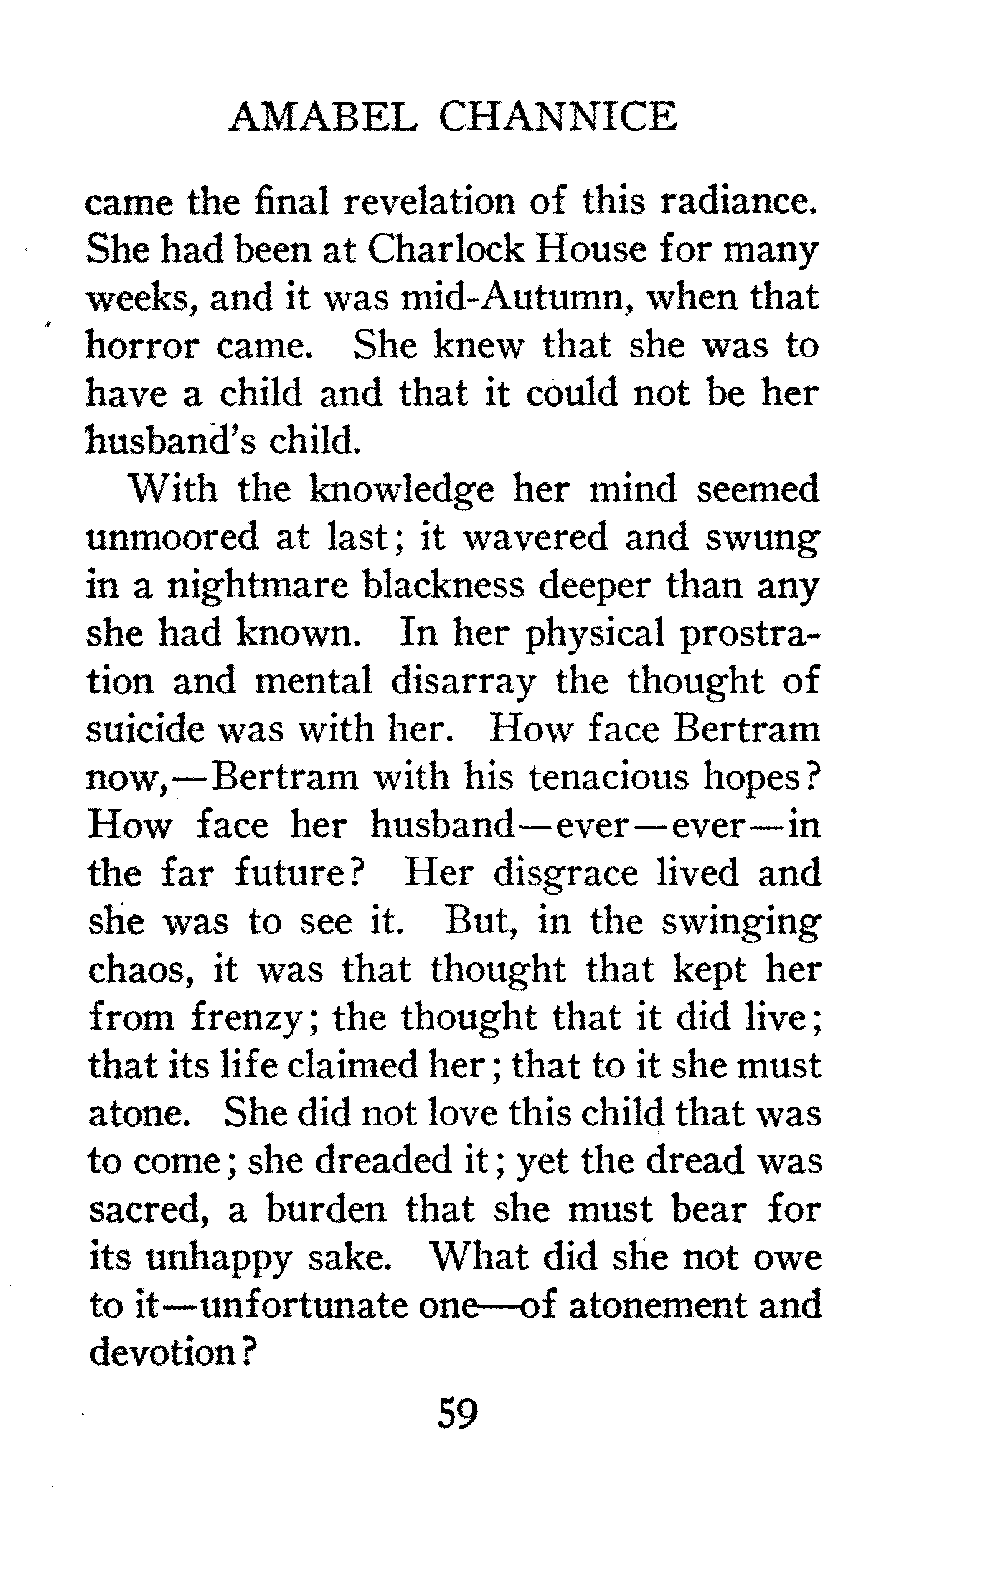 AMABEL CHANNICE
came the final revelation of this radiance.
She had been at Charlock House for many
weeks, and it was mid-Autumn, when that
horror came. She knew that she was to
have a child and that it could not be her
husband's child.
With the knowledge her mind seemed
unmoored at last; it wavered and swung
in a nightmare blackness deeper than any
she had known. In her physical prostra-
tion and mental disarray the thought of
suicide was with her. How face Bertram
now,—Bertram with his tenacious hopes?
How face her husband—ever—ever—in
the far future? Her disgrace lived and
she was to see it. But, in the swinging
chaos, it was that thought that kept her
from frenzy; the thought that it did live;
that its life claimed her; that to it she must
atone. She did not love this child that was
to come; she dreaded it; yet the dread was
sacred, a burden that she must bear for
its unhappy sake. What did she not owe
to it—unfortunate one—of atonement and
devotion?
59